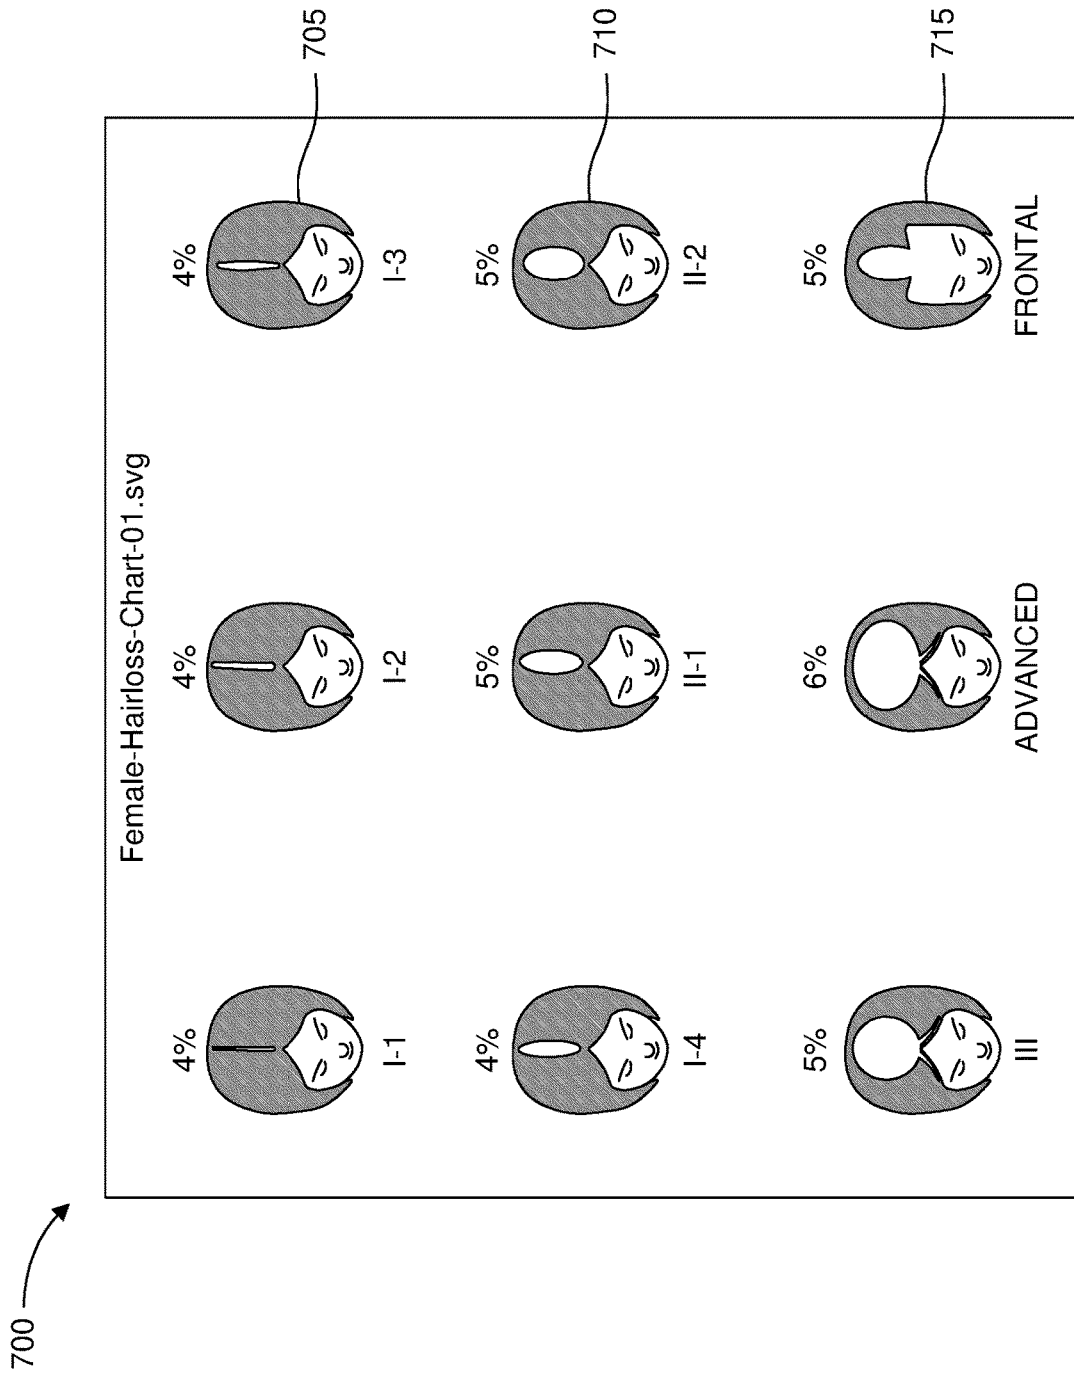 700
Female-Hairloss-Chart-01.svg
4% 4% 4%
I-1 I-2 I-3
705
4% 5% 5%
I-4 II-1 II-2
710
5% 6% 5%
III ADVANCED FRONTAL
715